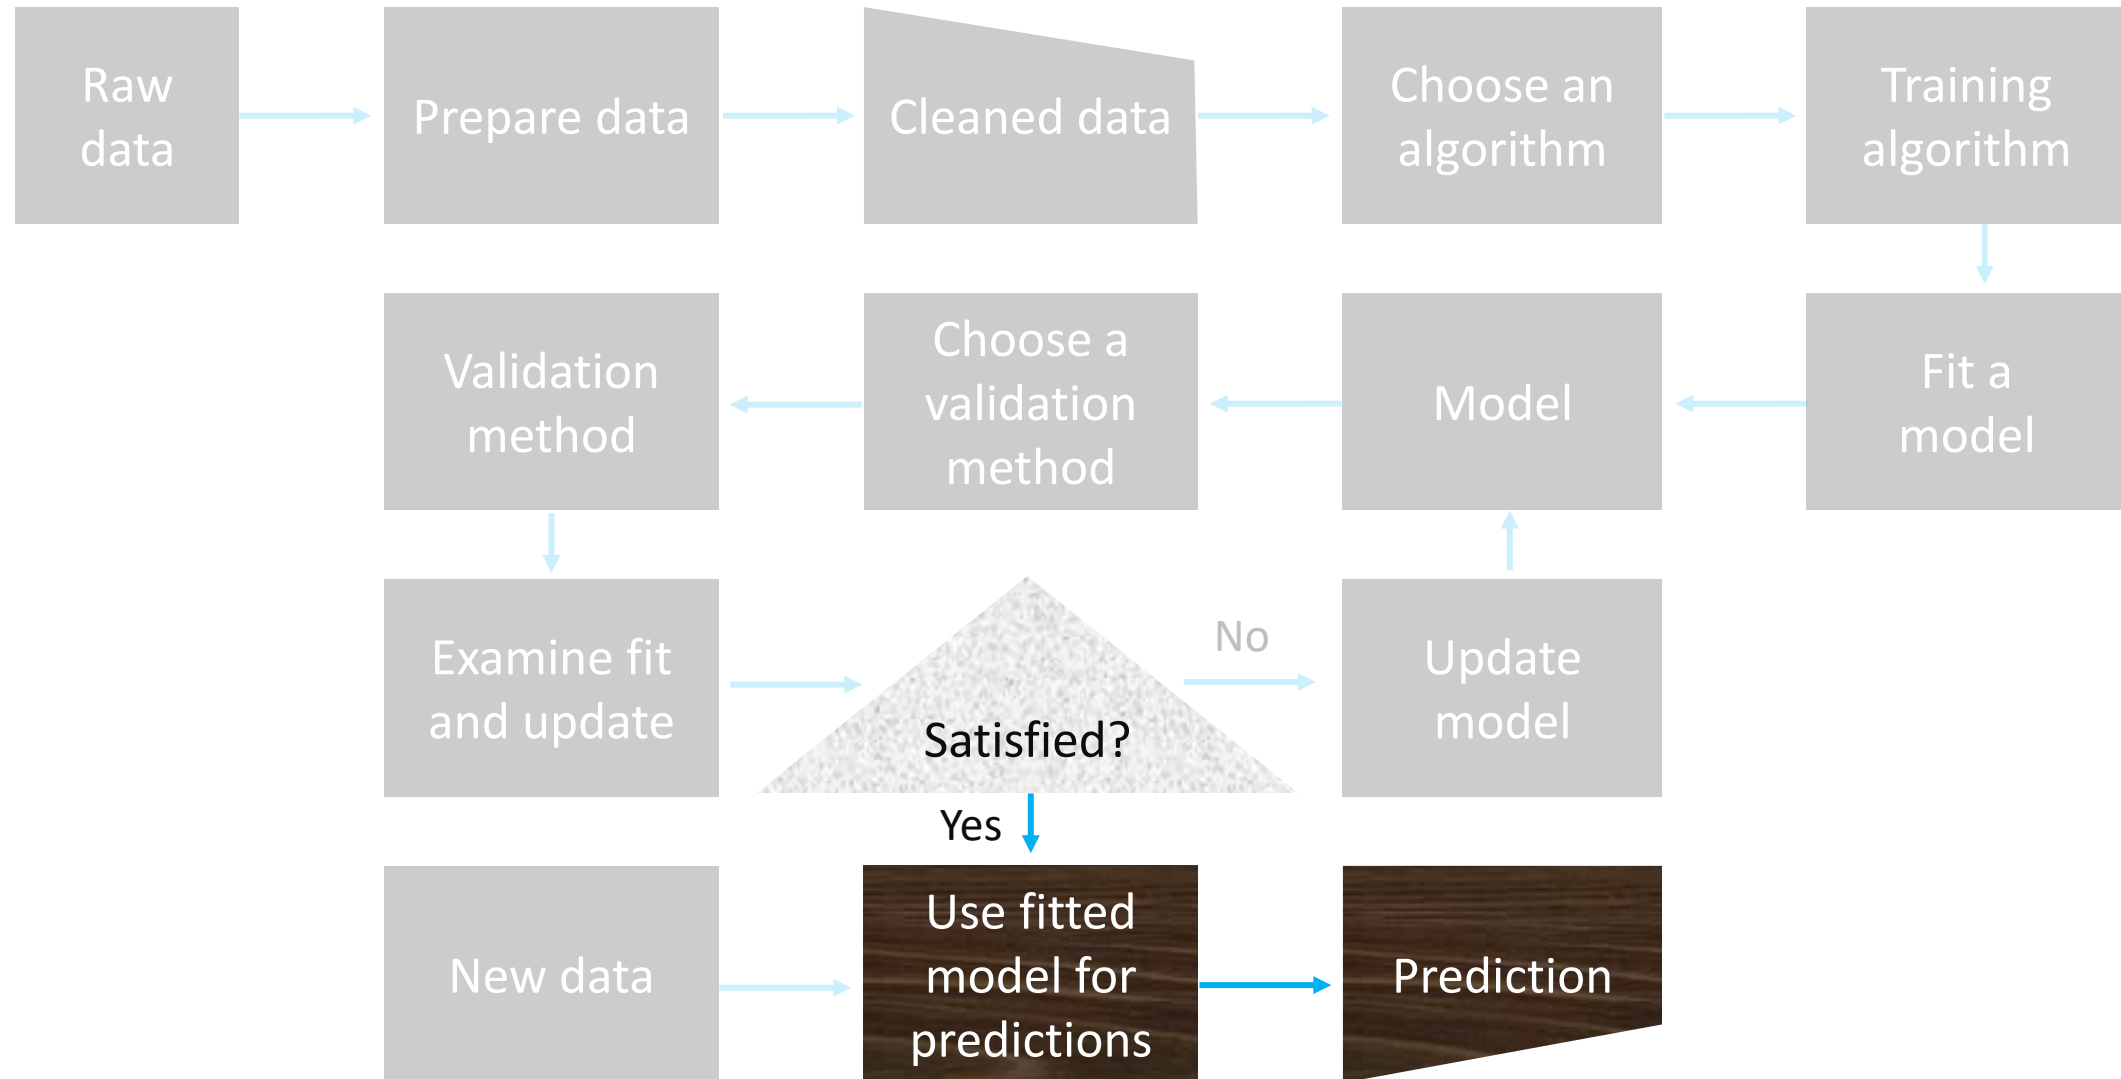 Raw
data
Prepare data
Cleaned data
Choose an
algorithm
Training
algorithm
Validation
method
Choose a
validation
method
Model
Fit a
model
Examine fit
and update
Satisfied?
No
Update
model
Yes
New data
Use fitted
model for
predictions
Prediction